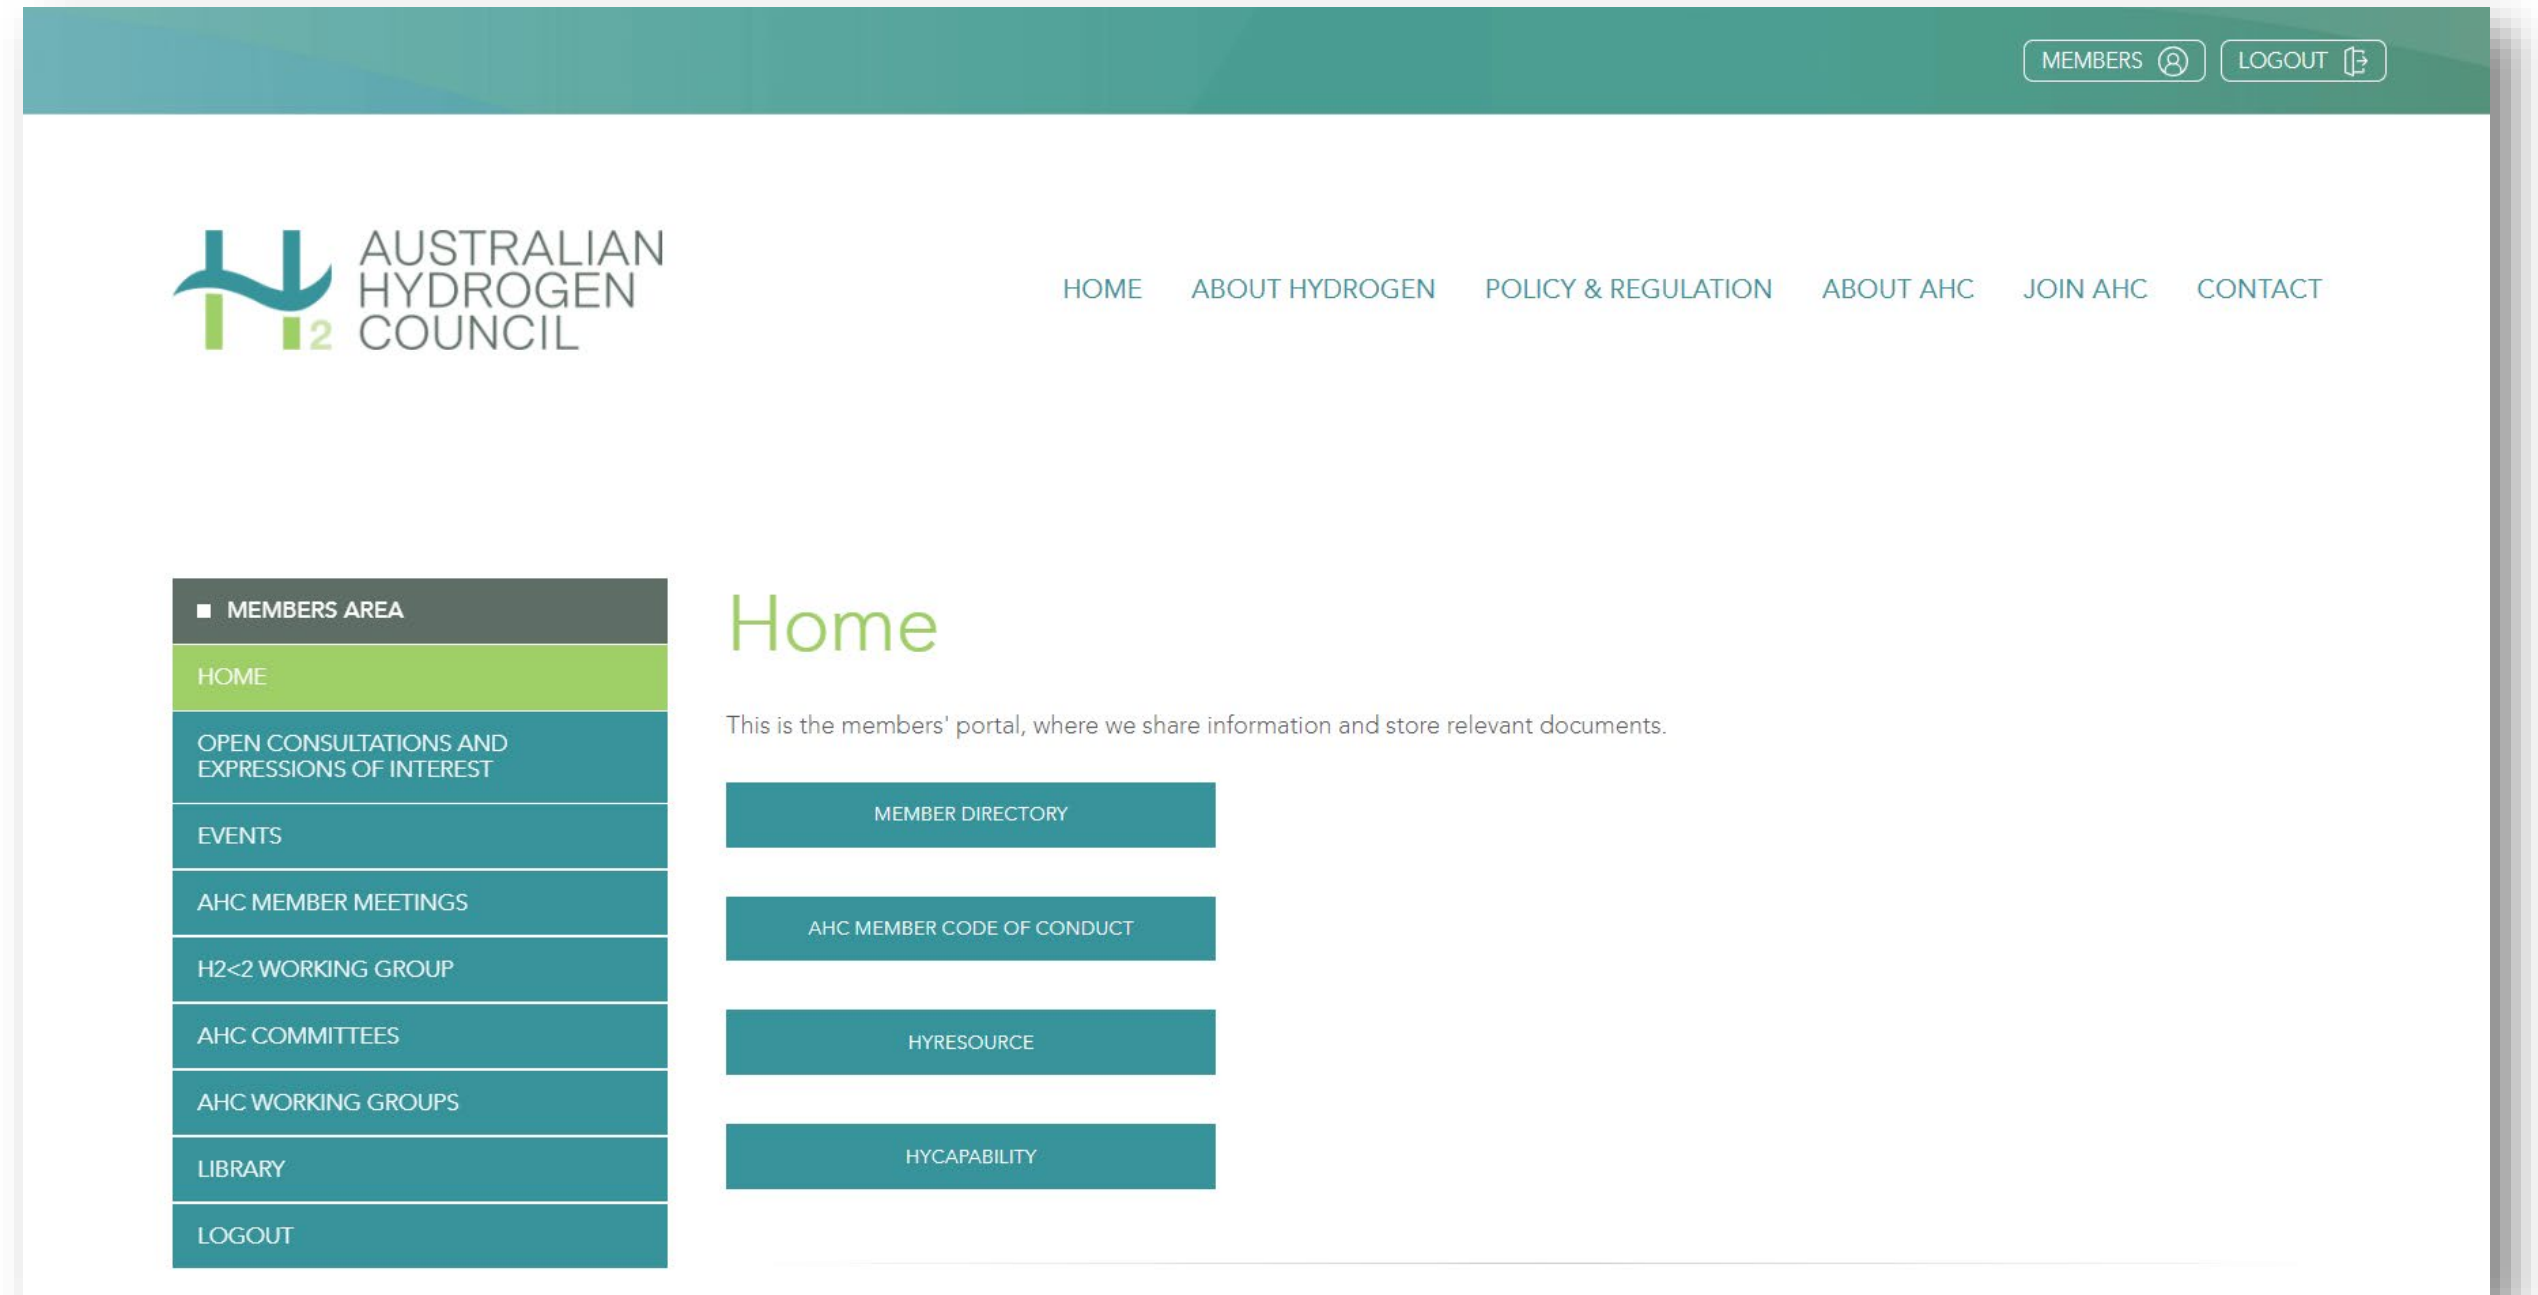 MEMBERS
LOGOUT
AUSTRALIAN
HYDROGEN
COUNCIL
2
HOME ABOUT HYDROGEN POLICY & REGULATION ABOUT AHC JOIN AHC CONTACT
MEMBERS AREA
HOME
OPEN CONSULTATIONS AND
EXPRESSIONS OF INTEREST
EVENTS
AHC MEMBER MEETINGS
H2<2 WORKING GROUP
AHC COMMITTEES
AHC WORKING GROUPS
LIBRARY
LOGOUT
Home
This is the members' portal, where we share information and store relevant documents.
MEMBER DIRECTORY
AHC MEMBER CODE OF CONDUCT
HYRESOURCE
HYCAPABILITY